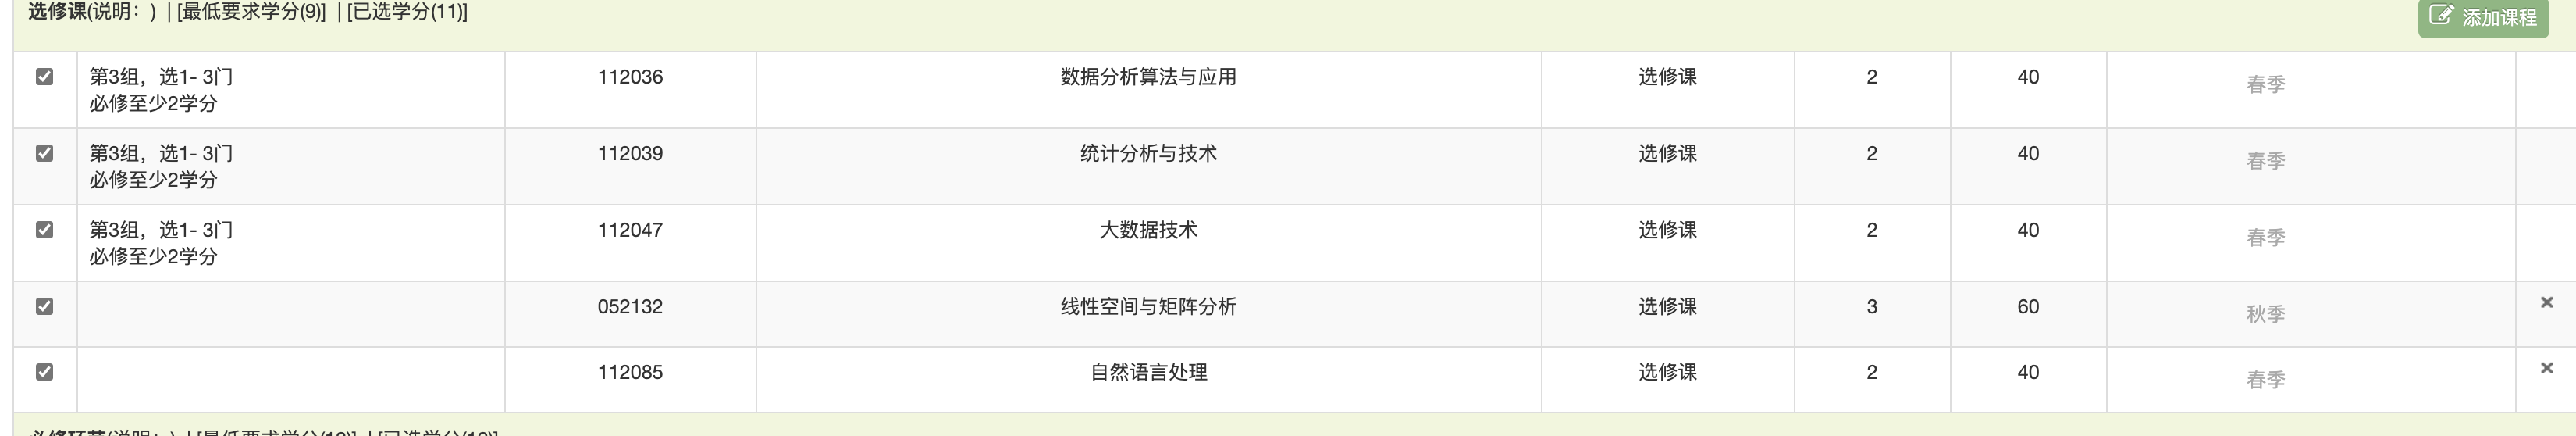 选修课(说明：) | [最低要求学分(9)] | [已选学分(11)]
添加课程
第3组，选1- 3门
必修至少2学分
112036
数据分析算法与应用
选修课
2
40
春季
第3组，选1- 3门
必修至少2学分
112039
统计分析与技术
选修课
2
40
春季
第3组，选1- 3门
必修至少2学分
112047
大数据技术
选修课
2
40
春季
052132
线性空间与矩阵分析
选修课
3
60
秋季
112085
自然语言处理
选修课
2
40
春季